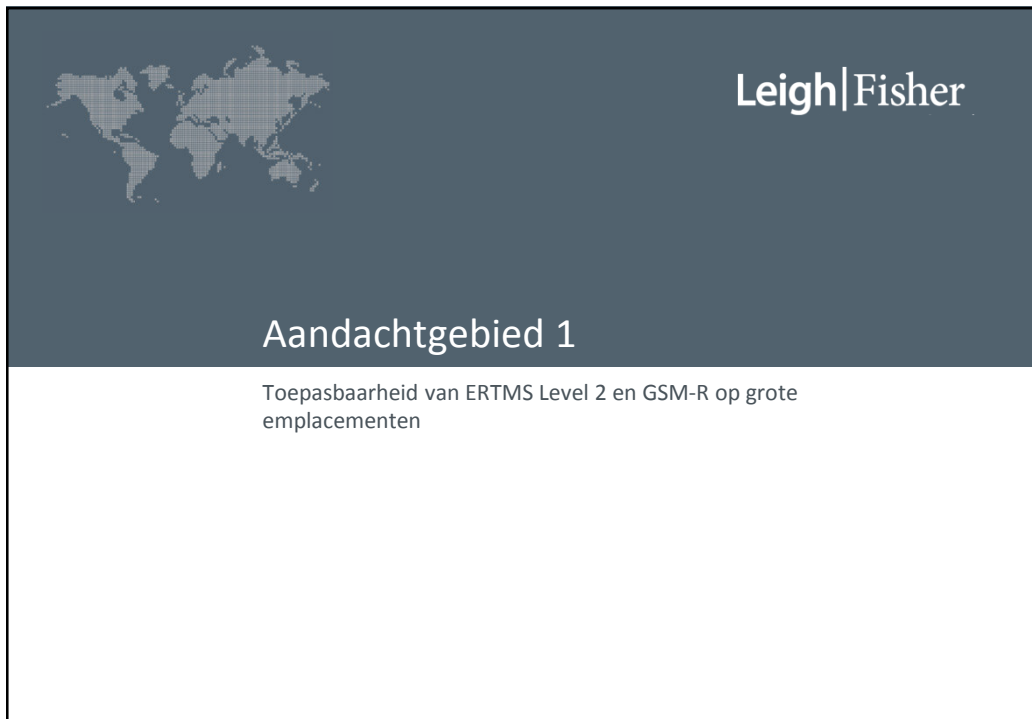 Leigh|Fisher
Aandachtgebied 1
Toepasbaarheid van ERTMS Level 2 en GSM-R op grote
emplacementen